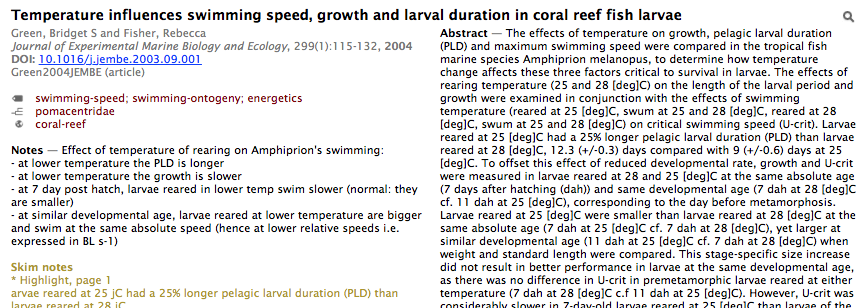 Temperature influences swimming speed, growth and larval duration in coral reef fish larvae
Green, Bridget S and Fisher, Rebecca
Journal of Experimental Marine Biology and Ecology, 299(1):115-132, 2004
DOI: 10.1016/j.jembe.2003.09.001
Green2004JEMBE (article)
swimming-speed; swimming-ontogeny; energetics
pomacentridae
coral-reef
Notes — Effect of temperature of rearing on Amphiprion's swimming:
- at lower temperature the PLD is longer
- at lower temperature the growth is slower
- at 7 day post hatch, larvae reared in lower temp swim slower (normal: they
are smaller)
- at similar developmental age, larvae reared at lower temperature are bigger
and swim at the same absolute speed (hence at lower relative speeds i.e.
expressed in BL s-1)
Skim notes
* Highlight, page 1
arvae reared at 25 jC had a 25% longer pelagic larval duration (PLD) than
larvae reared at 28 jC
Abstract — The effects of temperature on growth, pelagic larval duration
(PLD) and maximum swimming speed were compared in the tropical fish
marine species Amphiprion melanopus, to determine how temperature
change affects these three factors critical to survival in larvae. The effects of
rearing temperature (25 and 28 [deg]C) on the length of the larval period and
growth were examined in conjunction with the effects of swimming
temperature (reared at 25 [deg]C, swum at 25 and 28 [deg]C, reared at 28
[deg]C, swum at 25 and 28 [deg]C) on critical swimming speed (U-crit). Larvae
reared at 25 [deg]C had a 25% longer pelagic larval duration (PLD) than larvae
reared at 28 [deg]C, 12.3 (+/-0.3) days compared with 9 (+/-0.6) days at 25
[deg]C. To offset this effect of reduced developmental rate, growth and U-crit
were measured in larvae reared at 28 and 25 [deg]C at the same absolute age
(7 days after hatching (dah)) and same developmental age (7 dah at 28 [deg]C
cf. 11 dah at 25 [deg]C), corresponding to the day before metamorphosis.
Larvae reared at 25 [deg]C were smaller than larvae reared at 28 [deg]C at the
same absolute age (7 dah at 25 [deg]C cf. 7 dah at 28 [deg]C), yet larger at
similar developmental age (11 dah at 25 [deg]C cf. 7 dah at 28 [deg]C) when
weight and standard length were compared. This stage-specific size increase
did not result in better performance in larvae at the same developmental age,
as there was no difference in U-crit in premetamorphic larvae reared at either
temperature (7 dah at 28 [deg]C c.f 11 dah at 25 [deg]C). However, U-crit was
considerably slower in 7-day-old larvae reared at 25 [deg]C than larvae of the